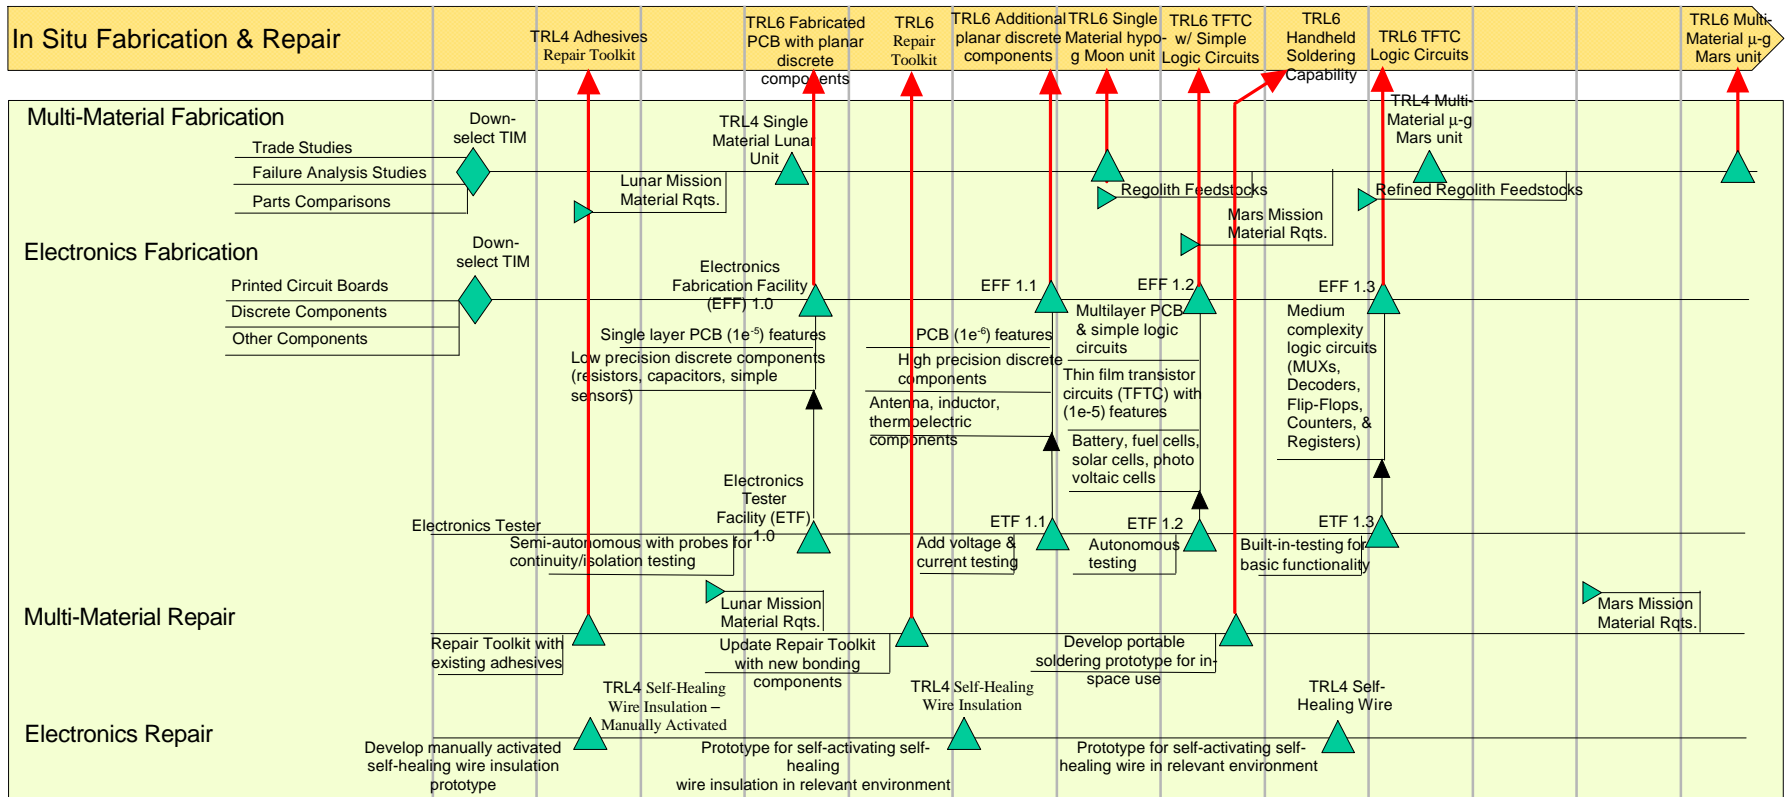 In Situ Fabrication & Repair
TRL4 Adhesives
Repair Toolkit
TRL6 Fabricated
PCB with planar
discrete
components
TRL6
Repair
Toolkit
TRL6 Additional
planar discrete
components
TRL6 Single
Material hypo-
g Moon unit
TRL6 TFTC
w/ Simple
Logic Circuits
TRL6
Handheld
Soldering
Capability
TRL6 TFTC
Logic Circuits
TRL6 Multi-
Material μ-g
Mars unit
Multi-Material Fabrication
Trade Studies
Failure Analysis Studies
Parts Comparisons
Down-
select TIM
Lunar Mission
Material Rqts.
TRL4 Single
Material Lunar
Unit
Regolith Feedstocks
Mars Mission
Material Rqts.
TRL4 Multi-
Material μ-g
Mars unit
Refined Regolith Feedstocks
Electronics Fabrication
Printed Circuit Boards
Discrete Components
Other Components
Down-
select TIM
Electronics
Fabrication Facility
(EFF) 1.0
Single layer PCB (1e-5) features
Low precision discrete components
(resistors, capacitors, simple
sensors)
EFF 1.1
PCB (1e-6) features
High precision discrete
components
Antenna, inductor,
thermoelectric
components
EFF 1.2
Multilayer PCB
& simple logic
circuits
Thin film transistor
circuits (TFTC) with
(1e-5) features
Battery, fuel cells,
solar cells, photo
voltaic cells
EFF 1.3
Medium
complexity
logic circuits
(MUXs,
Decoders,
Flip-Flops,
Counters, &
Registers)
Electronics Tester
Semi-autonomous with probes for
continuity/isolation testing
Electronics
Tester
Facility (ETF)
1.0
ETF 1.1
Add voltage &
current testing
ETF 1.2
Autonomous
testing
ETF 1.3
Built-in-testing for
basic functionality
Multi-Material Repair
Repair Toolkit with
existing adhesives
Lunar Mission
Material Rqts.
Update Repair Toolkit
with new bonding
components
Develop portable
soldering prototype for in-
space use
Mars Mission
Material Rqts.
Electronics Repair
Develop manually activated
self-healing wire insulation
prototype
TRL4 Self-Healing
Wire Insulation –
Manually Activated
Prototype for self-activating self-
healing
wire insulation in relevant environment
TRL4 Self-Healing
Wire Insulation
Prototype for self-activating self-
healing wire in relevant environment
TRL4 Self-
Healing Wire